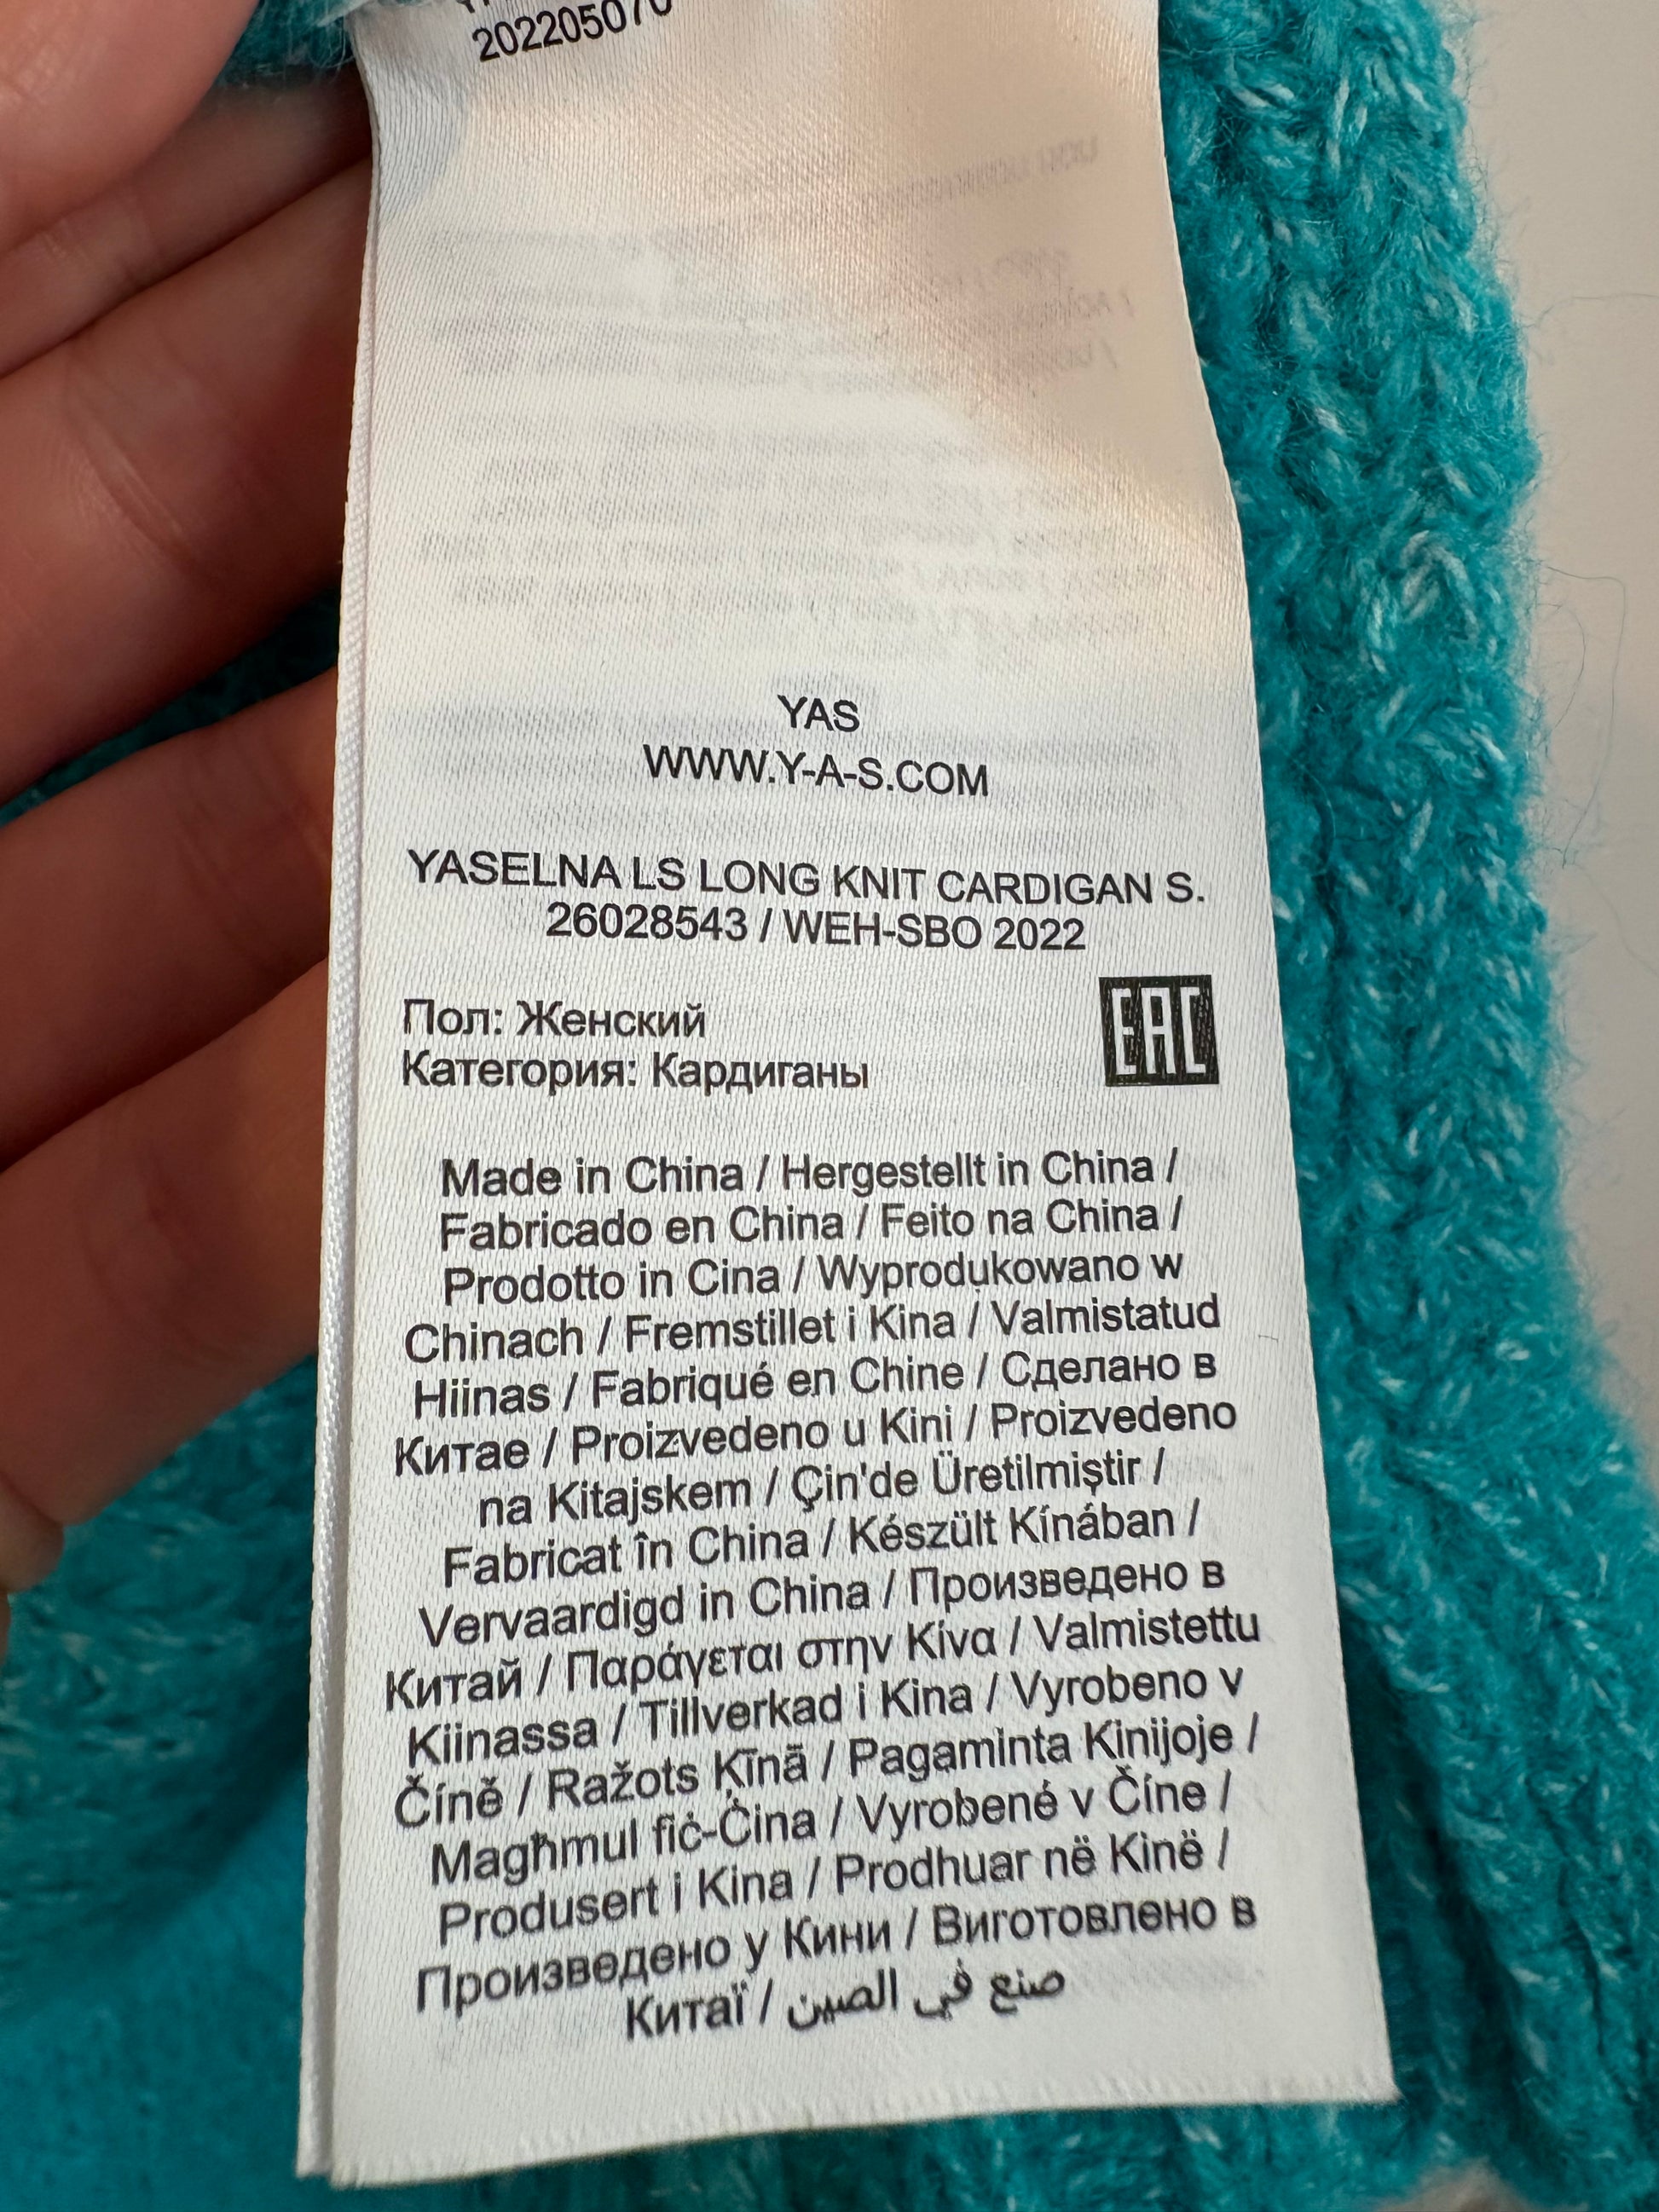 YAS
WWW.Y-A-S.COM
YASELNA LS LONG KNIT CARDIGAN S.
26028543 / WEH-SBO 2022
Пол: Женский
Категория: Кардиганы
EAC
Made in China / Hergestellt in China /
Fabricado en China / Feito na China /
Prodotto in Cina / Wyprodukowano w
Chinach / Fremstillet i Kina / Valmistatud
Hiinas / Fabriqué en Chine / Сделано в
Китае / Proizvedeno u Kini / Proizvedeno
na Kitajskem / Çin'de Üretilmiştir /
Fabricat în China / Készült Kínában /
Vervaardigd in China / Произведено в
Китай / Παράγεται στην Κίνα / Valmistettu
Kiinassa / Tillverkad i Kina / Vyrobeno v
Číně / Ražots Ķīnā / Pagaminta Kinijoje /
Magħmul fiċ-Ċina / Vyrobené v Číne /
Produsert i Kina / Prodhuar në Kinë /
Произведено у Кини / Виготовлено в
Китаї / صنع في الصين